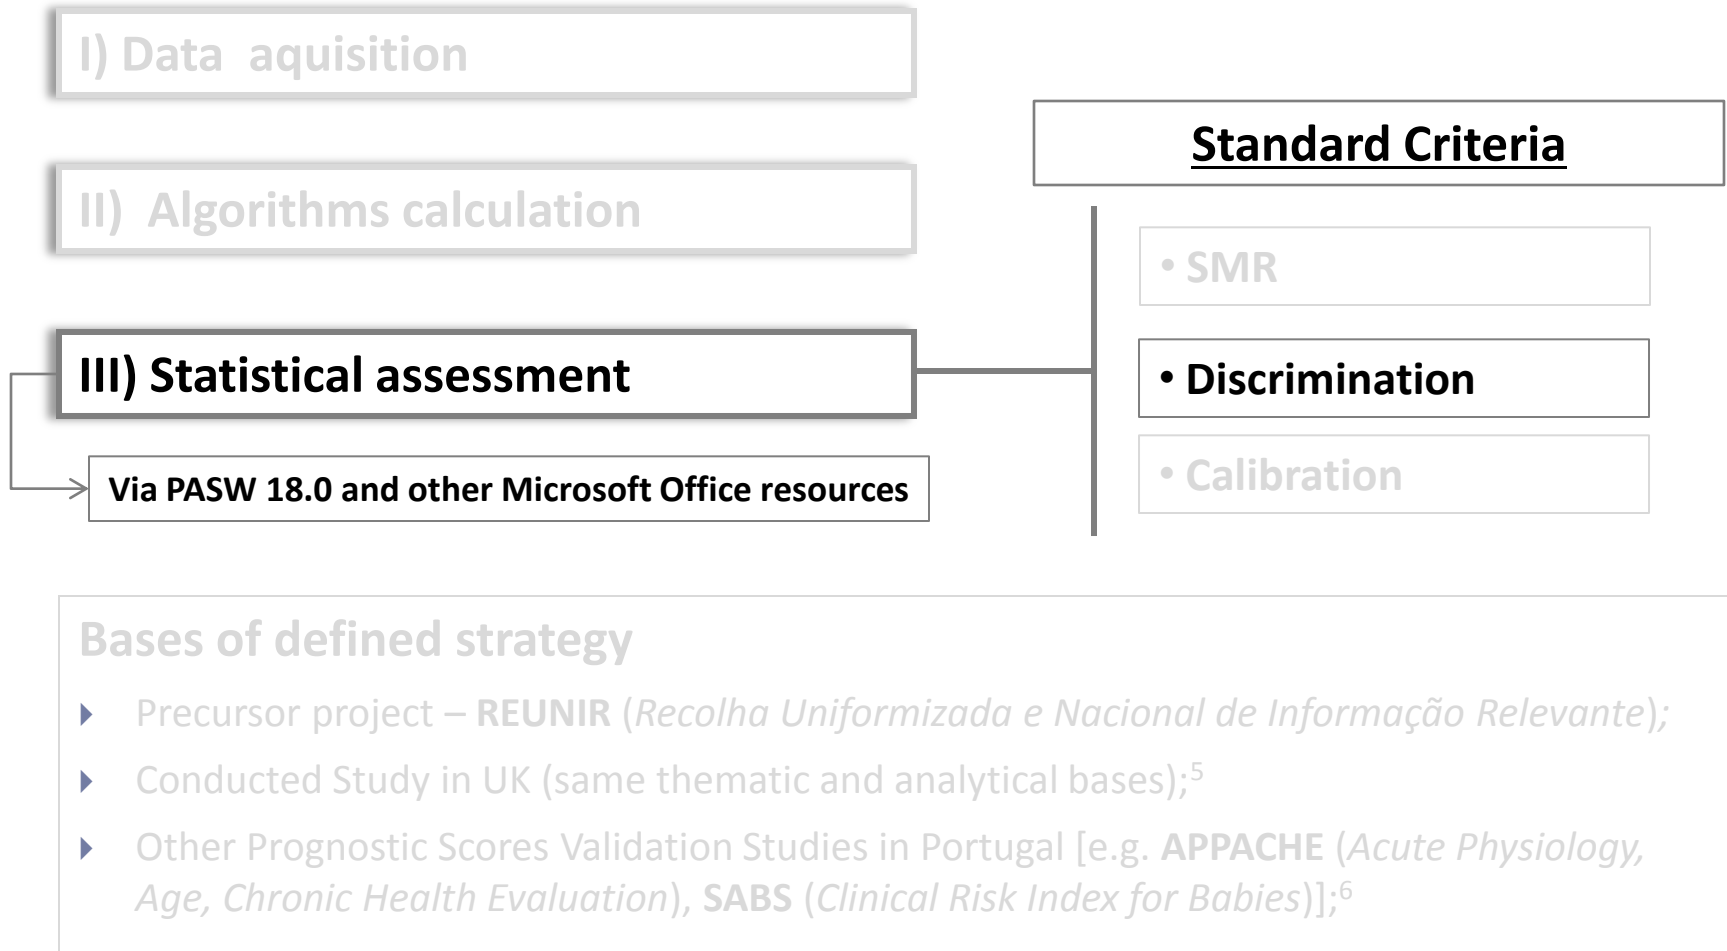 I) Data aquisition
II) Algorithms calculation
III) Statistical assessment
Via PASW 18.0 and other Microsoft Office resources
Standard Criteria
• SMR
• Discrimination
• Calibration
Bases of defined strategy
Precursor project – REUNIR (Recolha Uniformizada e Nacional de Informação Relevante);
Conducted Study in UK (same thematic and analytical bases);⁵
Other Prognostic Scores Validation Studies in Portugal [e.g. APPACHE (Acute Physiology,
Age, Chronic Health Evaluation), SABS (Clinical Risk Index for Babies)];⁶